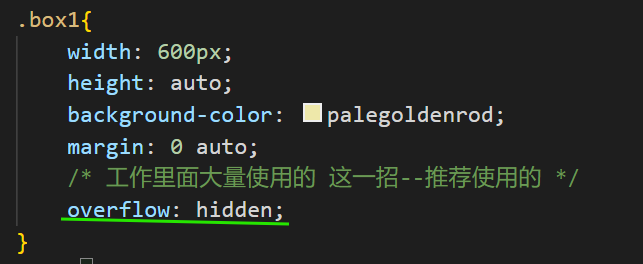 .box1{
width: 600px;
height: auto;
background-color: palegoldenrod;
margin: 0 auto;
/* 工作里面大量使用的 这一招--推荐使用的 */
overflow: hidden;
}